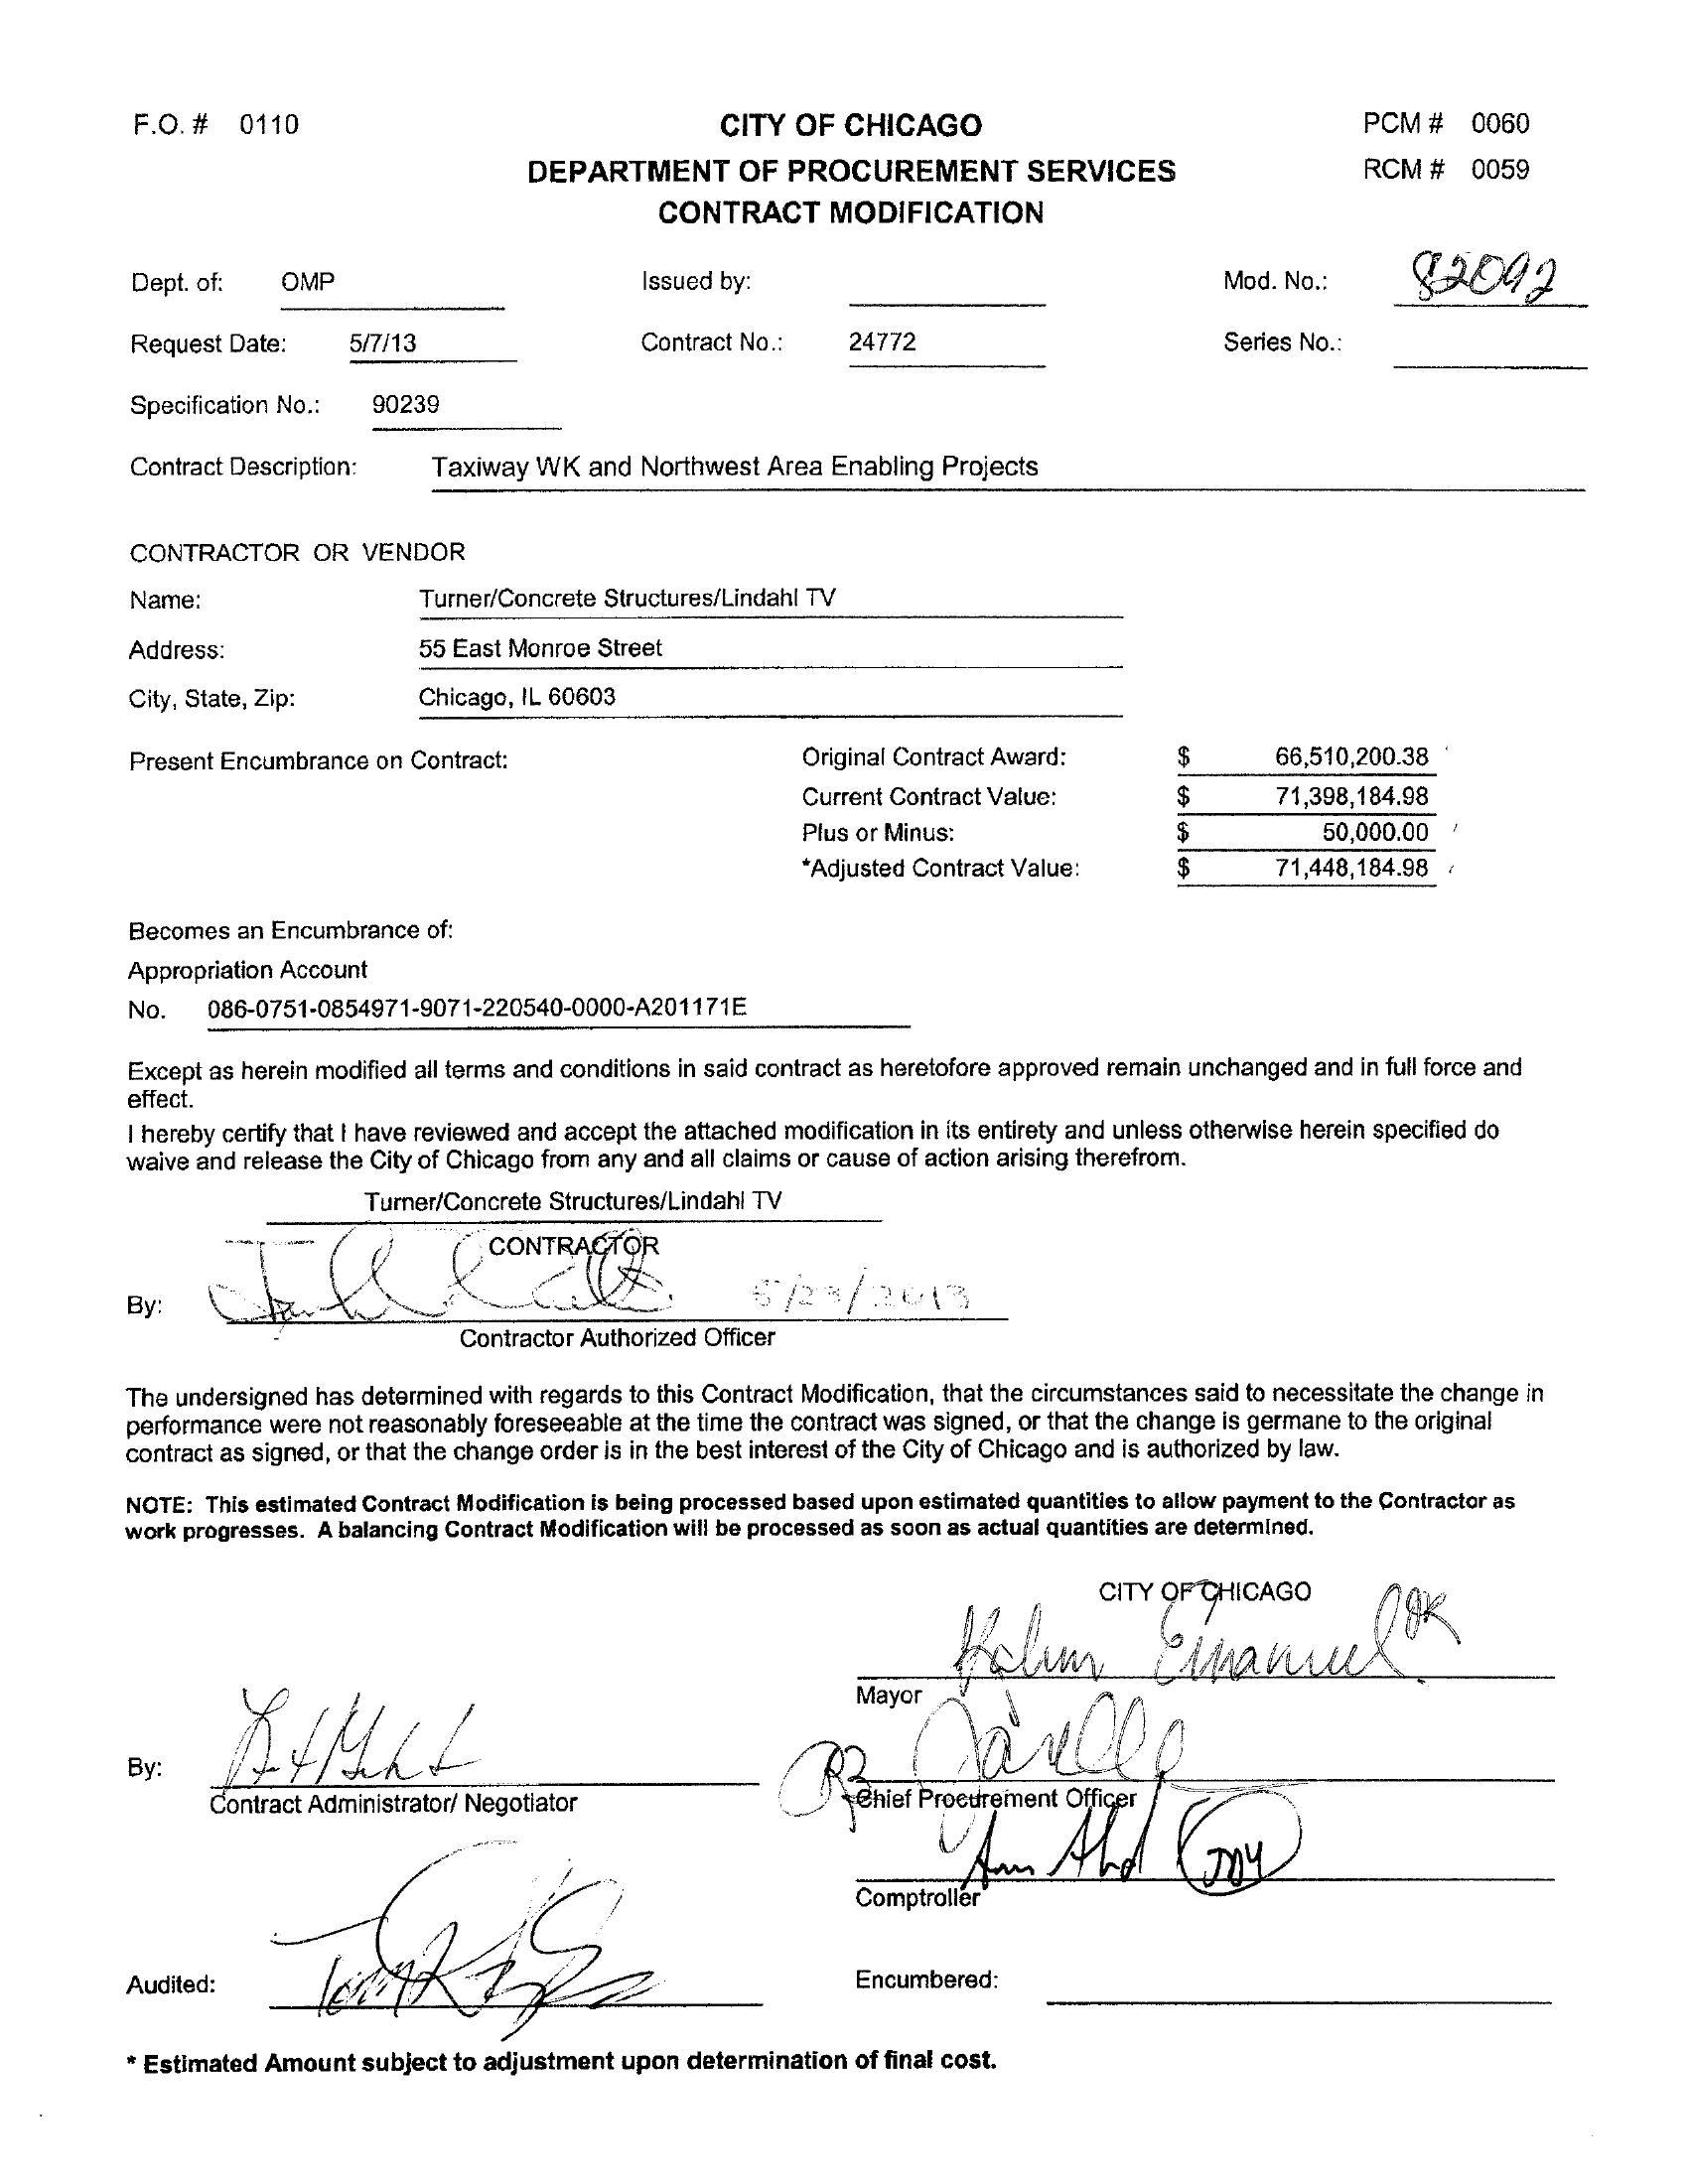 F.O. # 0110
CITY OF CHICAGO
PCM # 0060
DEPARTMENT OF PROCUREMENT SERVICES
RCM # 0059
CONTRACT MODIFICATION
Dept. of: OMP Issued by: Mod. No.: 82092
Request Date: 5/7/13 Contract No.: 24772 Series No.:
Specification No.: 90239
Contract Description: Taxiway WK and Northwest Area Enabling Projects
CONTRACTOR OR VENDOR
Name: Turner/Concrete Structures/Lindahl TV
Address: 55 East Monroe Street
City, State, Zip: Chicago, IL 60603
Present Encumbrance on Contract: Original Contract Award: $ 66,510,200.38
Current Contract Value: $ 71,398,184.98
Plus or Minus: $ 50,000.00
*Adjusted Contract Value: $ 71,448,184.98
Becomes an Encumbrance of:
Appropriation Account
No. 086-0751-0854971-9071-220540-0000-A201171E
Except as herein modified all terms and conditions in said contract as heretofore approved remain unchanged and in full force and
effect.
I hereby certify that I have reviewed and accept the attached modification in its entirety and unless otherwise herein specified do
waive and release the City of Chicago from any and all claims or cause of action arising therefrom.
Turner/Concrete Structures/Lindahl TV
CONTRACTOR
By: 5/23/2013
Contractor Authorized Officer
The undersigned has determined with regards to this Contract Modification, that the circumstances said to necessitate the change in
performance were not reasonably foreseeable at the time the contract was signed, or that the change is germane to the original
contract as signed, or that the change order is in the best interest of the City of Chicago and is authorized by law.
NOTE: This estimated Contract Modification is being processed based upon estimated quantities to allow payment to the Contractor as
work progresses. A balancing Contract Modification will be processed as soon as actual quantities are determined.
CITY OF CHICAGO
Rahm Emanuel
Mayor
By:
Contract Administrator/ Negotiator
Chief Procurement Officer
Comptroller
Audited:
Encumbered:
* Estimated Amount subject to adjustment upon determination of final cost.